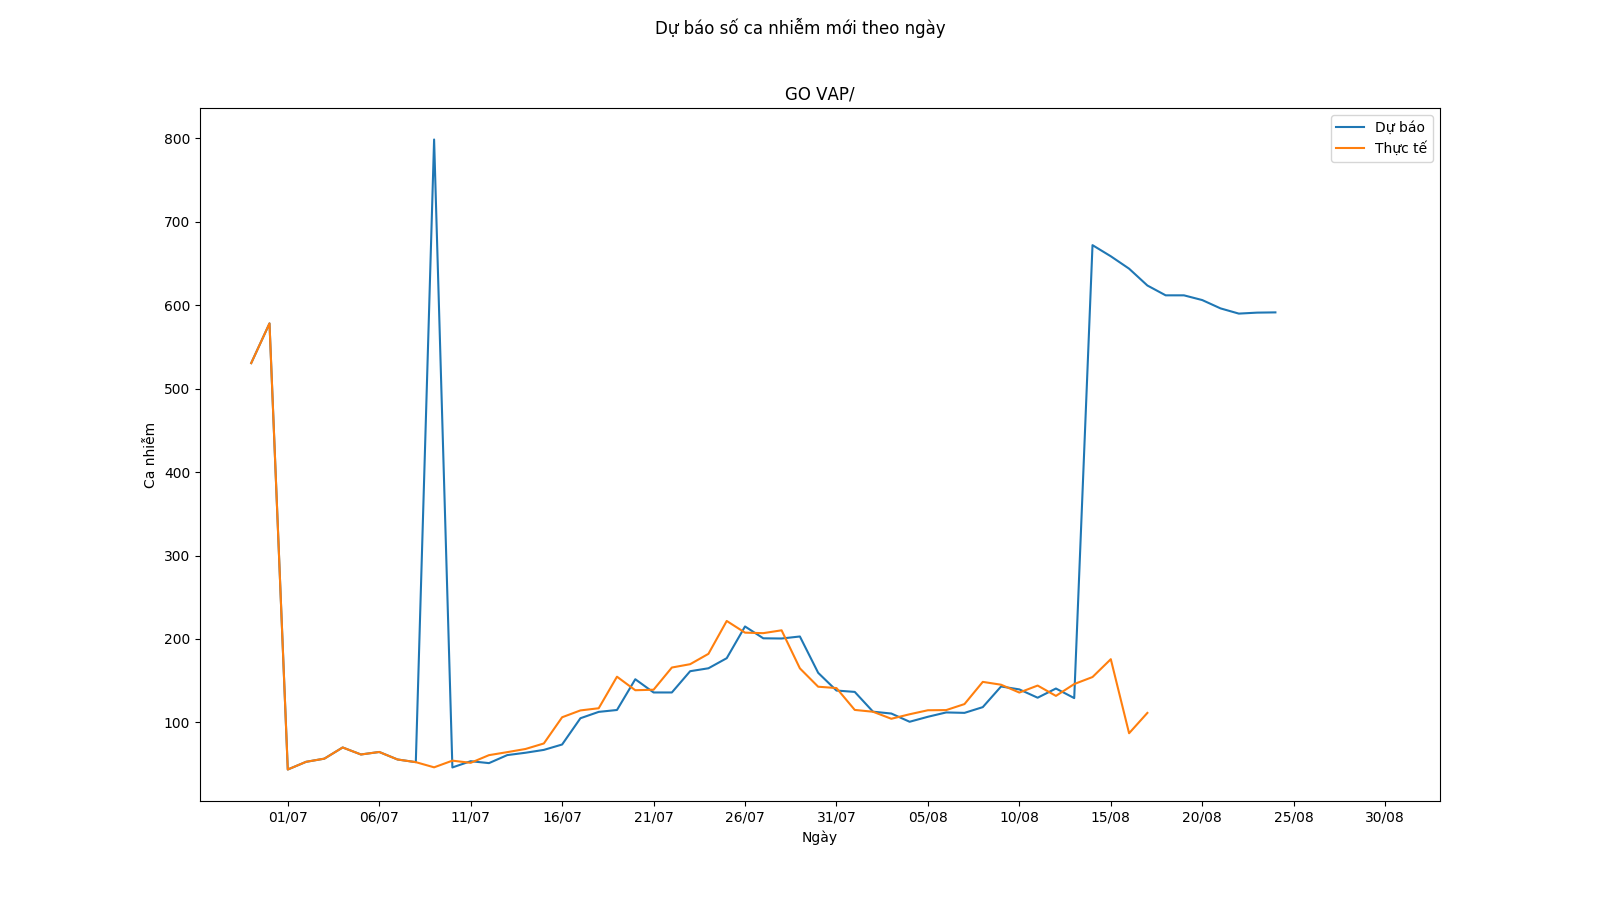 Dự báo số ca nhiễm mới theo ngày
GO VAP/
Dự báo
Thực tế
800
700
600
500
400
300
200
100
Ca nhiễm
01/07 06/07 11/07 16/07 21/07 26/07 31/07 05/08 10/08 15/08 20/08 25/08 30/08
Ngày